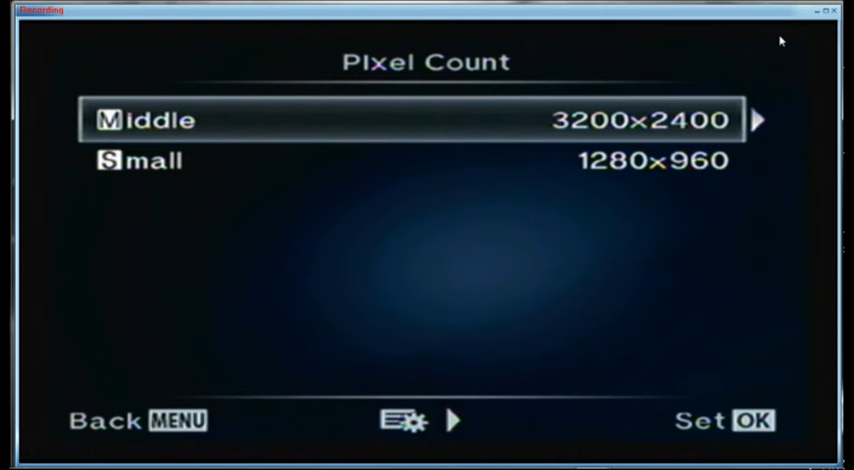 Recording
Pixel Count
Middle 3200x2400
Small 1280x960
Back MENU Set OK